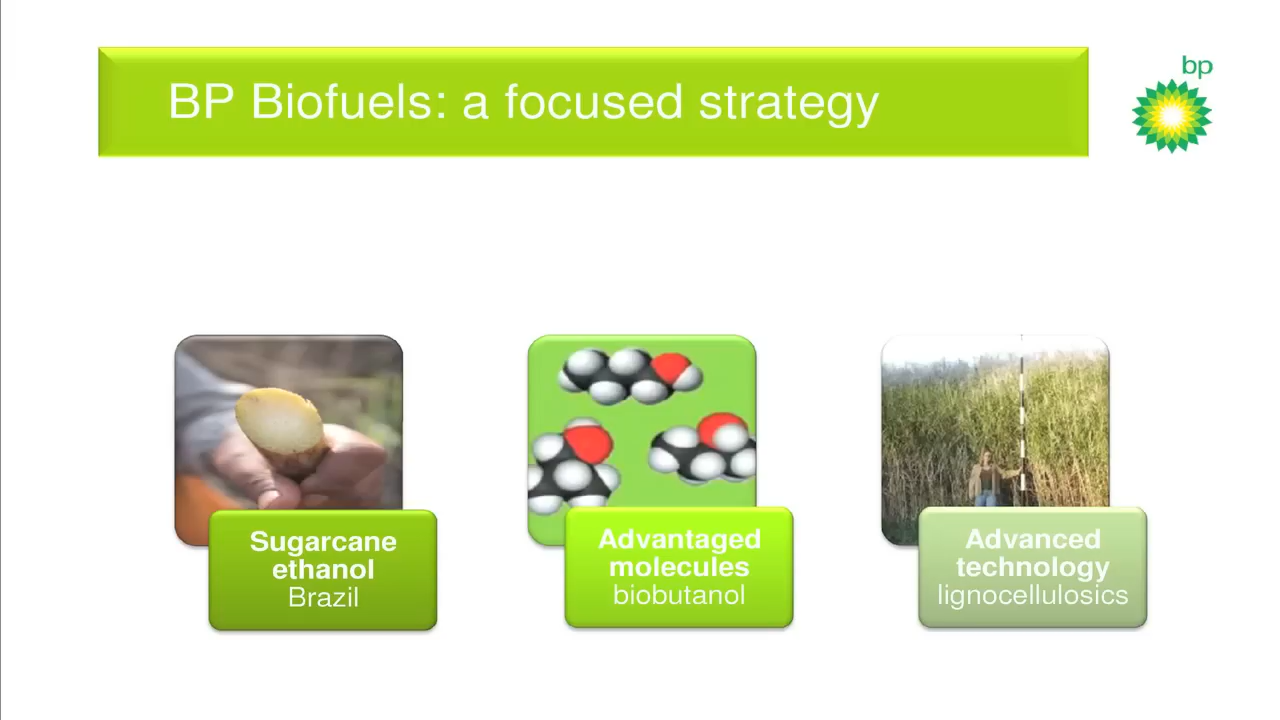 bp
BP Biofuels: a focused strategy
Sugarcane
ethanol
Brazil
Advantaged
molecules
biobutanol
Advanced
technology
lignocellulosics